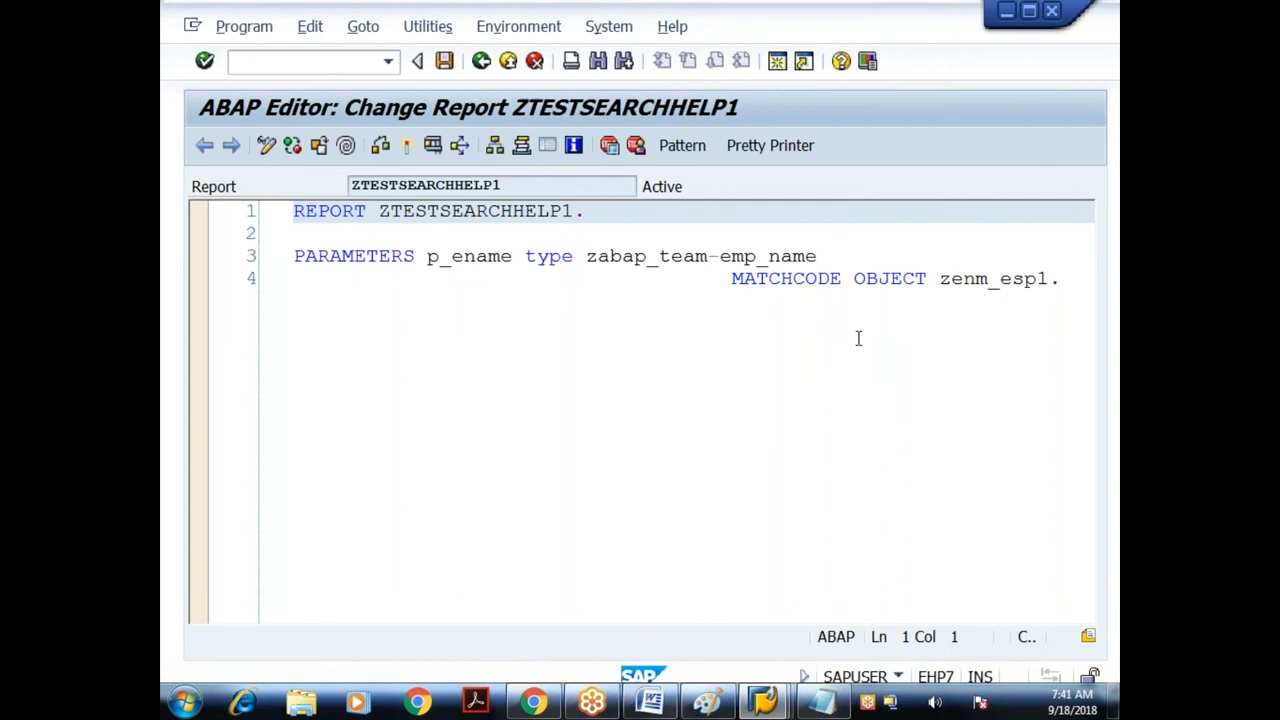 Program Edit Goto Utilities Environment System Help
ABAP Editor: Change Report ZTESTSEARCHHELP1
Pattern Pretty Printer
Report ZTESTSEARCHHELP1 Active
1 REPORT ZTESTSEARCHHELP1.
2
3 PARAMETERS p_ename type zabap_team-emp_name
4 MATCHCODE OBJECT zenm_esp1.
ABAP Ln 1 Col 1 C..
SAP SAPUSER EHP7 INS
7:41 AM
9/18/2018